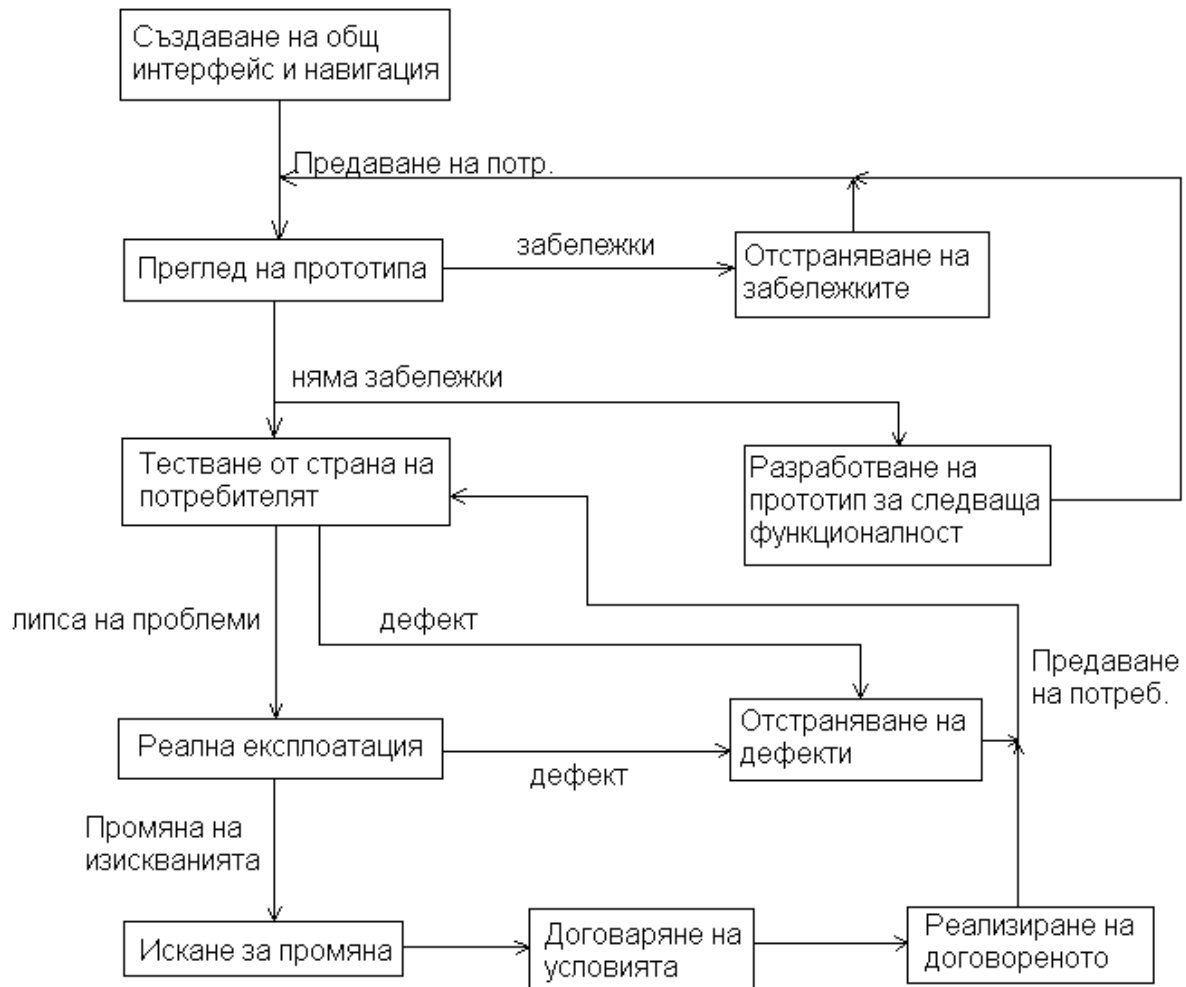 Създаване на общ
интерфейс и навигация
Предаване на потр.
Преглед на прототипа
забележки
Отстраняване на
забележките
няма забележки
Тестване от страна на
потребителят
Разработване на
прототип за следваща
функционалност
липса на проблеми
дефект
Предаване
на потреб.
Реална експлоатация
дефект
Отстраняване на
дефекти
Промяна на
изискванията
Искане за промяна
Договаряне на
условията
Реализиране на
договореното